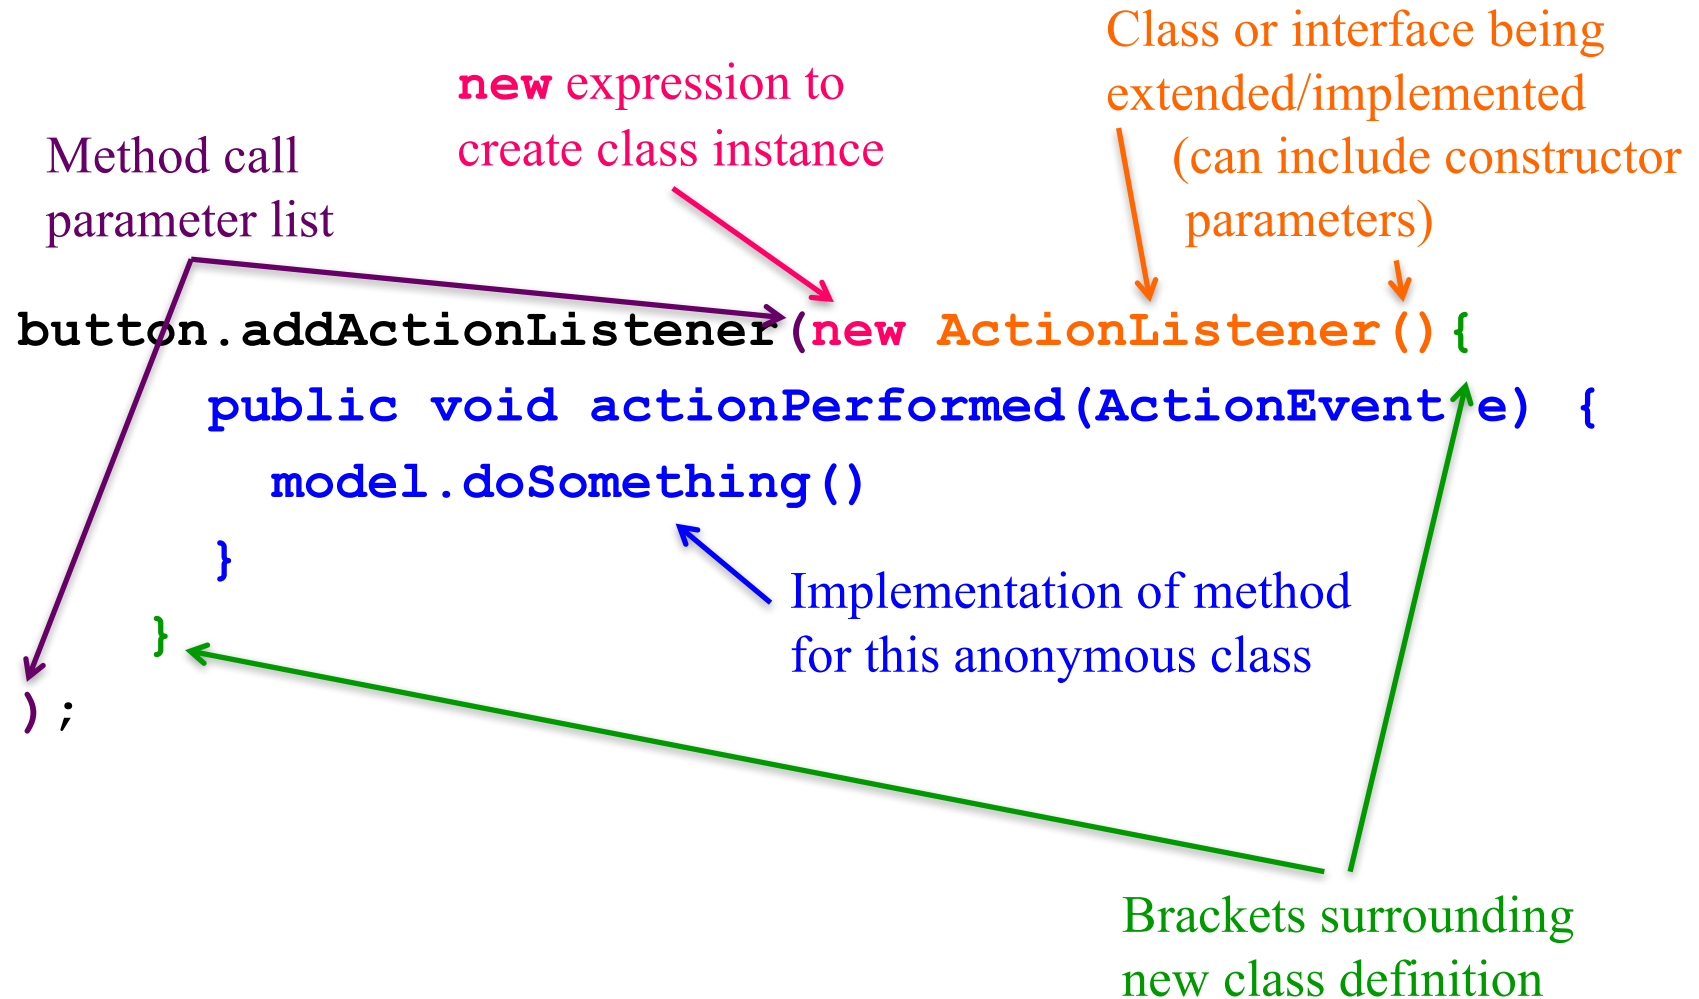 Class or interface being
extended/implemented
(can include constructor
parameters)
new expression to
create class instance
Method call
parameter list
button.addActionListener(new ActionListener(){
public void actionPerformed(ActionEvent e) {
model.doSomething()
}
}
);
Implementation of method
for this anonymous class
Brackets surrounding
new class definition